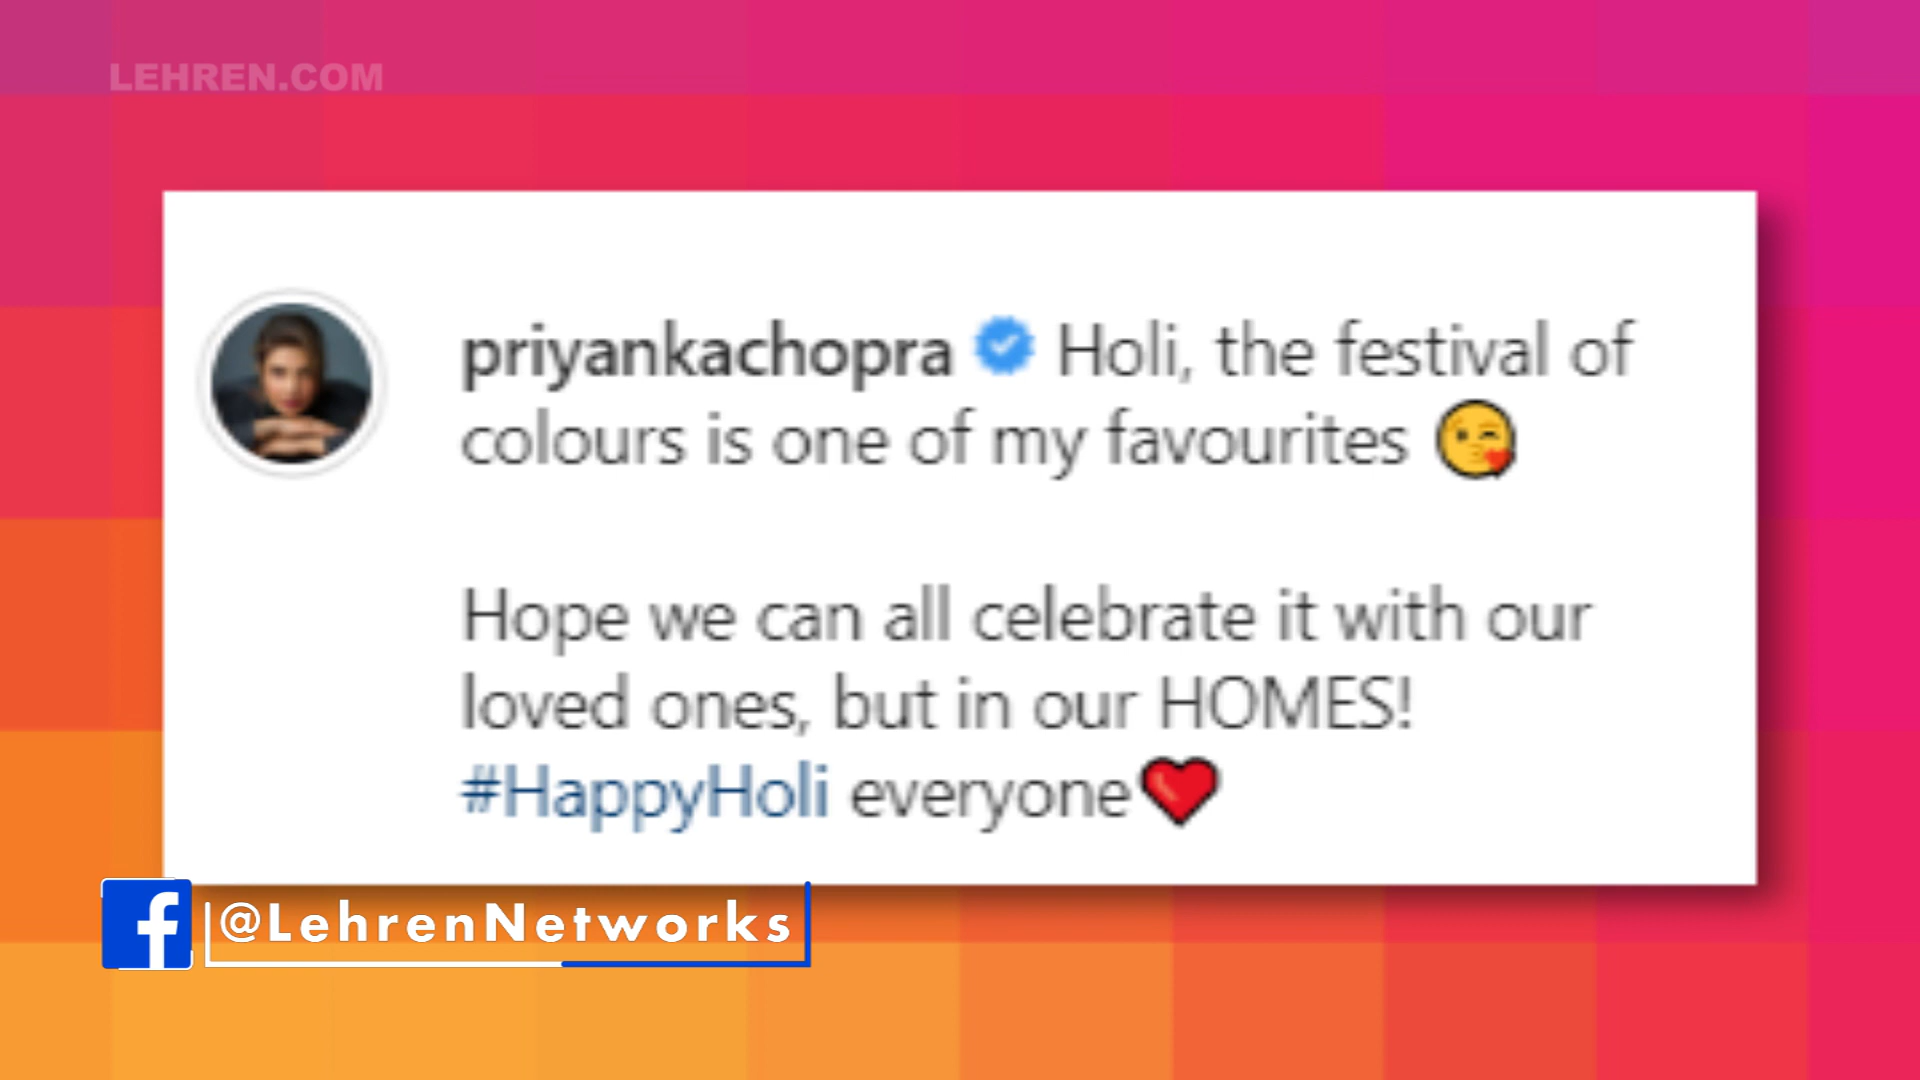 LEHREN.COM
priyankachopra Holi, the festival of
colours is one of my favourites 😘
Hope we can all celebrate it with our
loved ones, but in our HOMES!
#HappyHoli everyone❤️
@LehrenNetworks